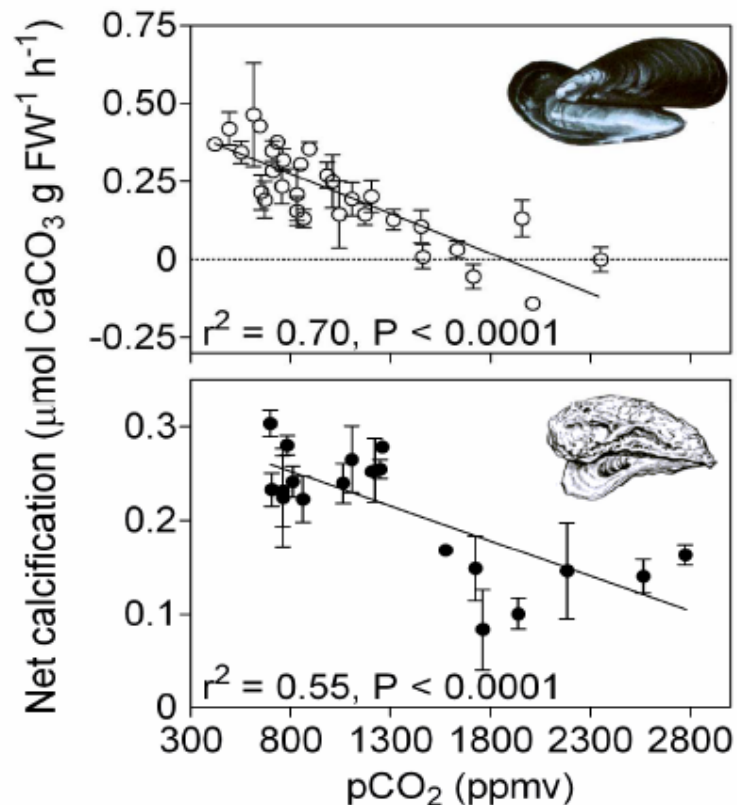 Net calcification (μmol CaCO₃ g FW⁻¹ h⁻¹)
0.75
0.50
0.25
0
-0.25
r² = 0.70, P < 0.0001
0.3
0.2
0.1
0
r² = 0.55, P < 0.0001
300 800 1300 1800 2300 2800
pCO₂ (ppmv)